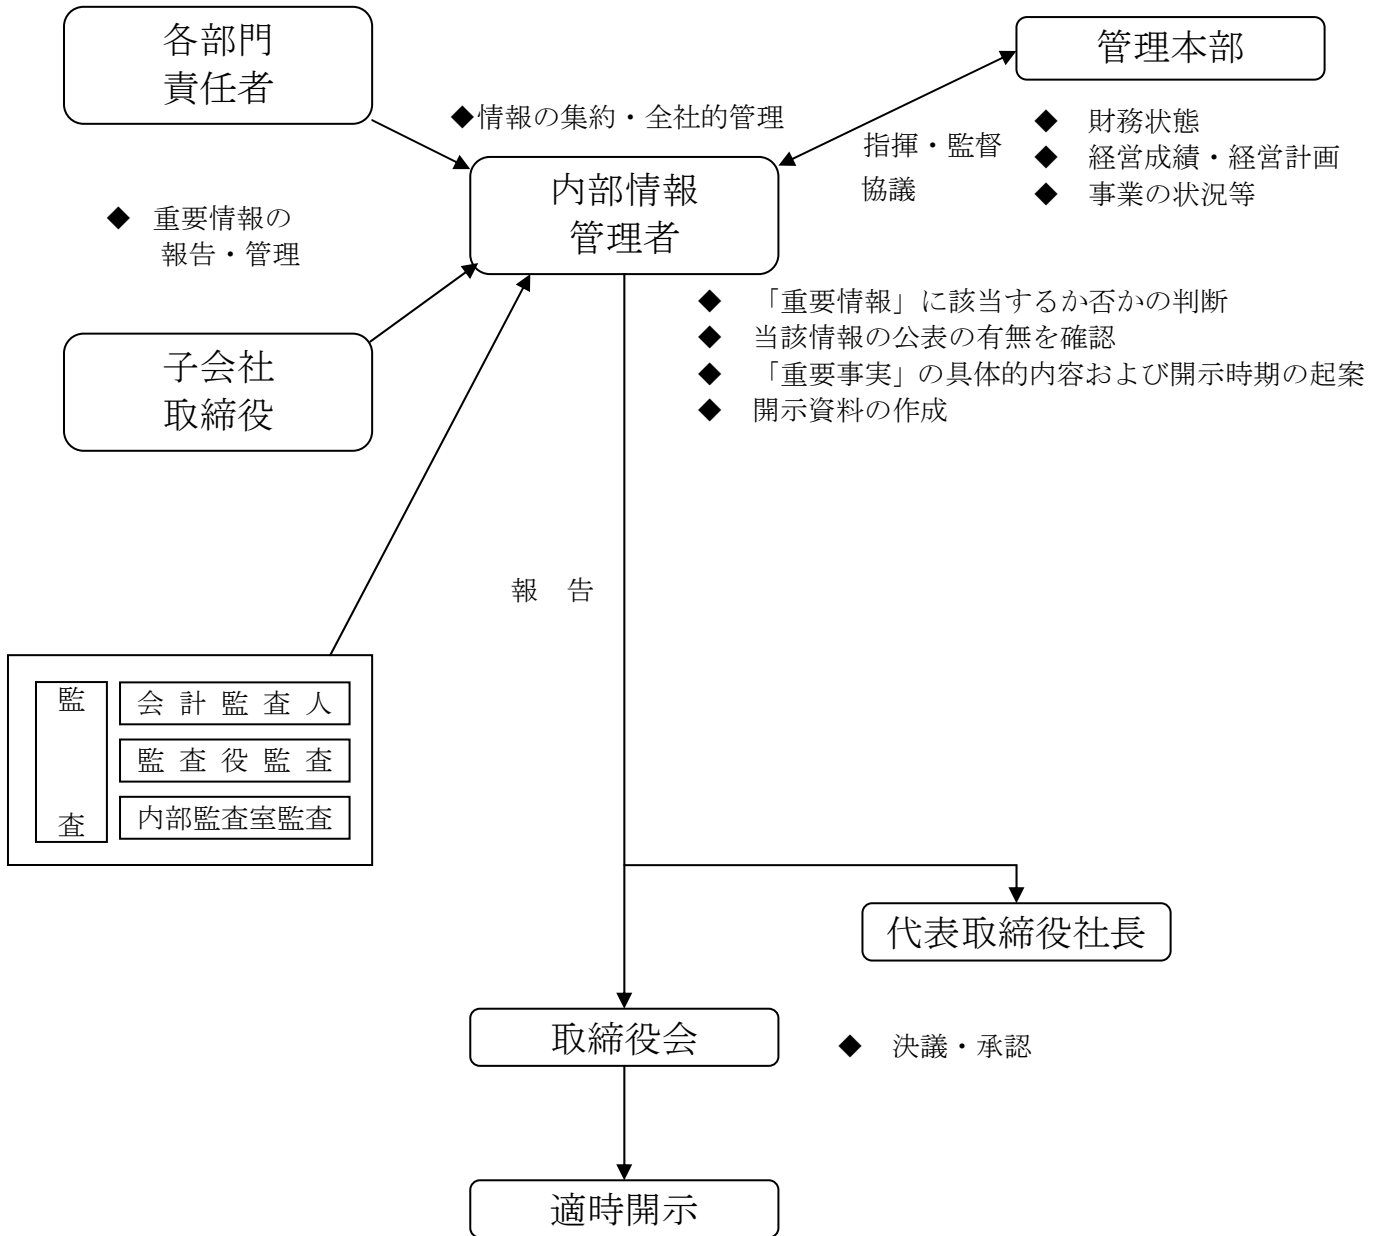 各部門
責任者
管理本部
◆情報の集約・全社的管理
◆ 財務状態
◆ 経営成績・経営計画
◆ 事業の状況等
指揮・監督
協議
内部情報
管理者
◆ 重要情報の
報告・管理
◆ 「重要情報」に該当するか否かの判断
◆ 当該情報の公表の有無を確認
◆ 「重要事実」の具体的内容および開示時期の起案
◆ 開示資料の作成
子会社
取締役
報 告
監 査
会 計 監 査 人
監 査 役 監 査
内部監査室監査
代表取締役社長
取締役会
◆ 決議・承認
適時開示